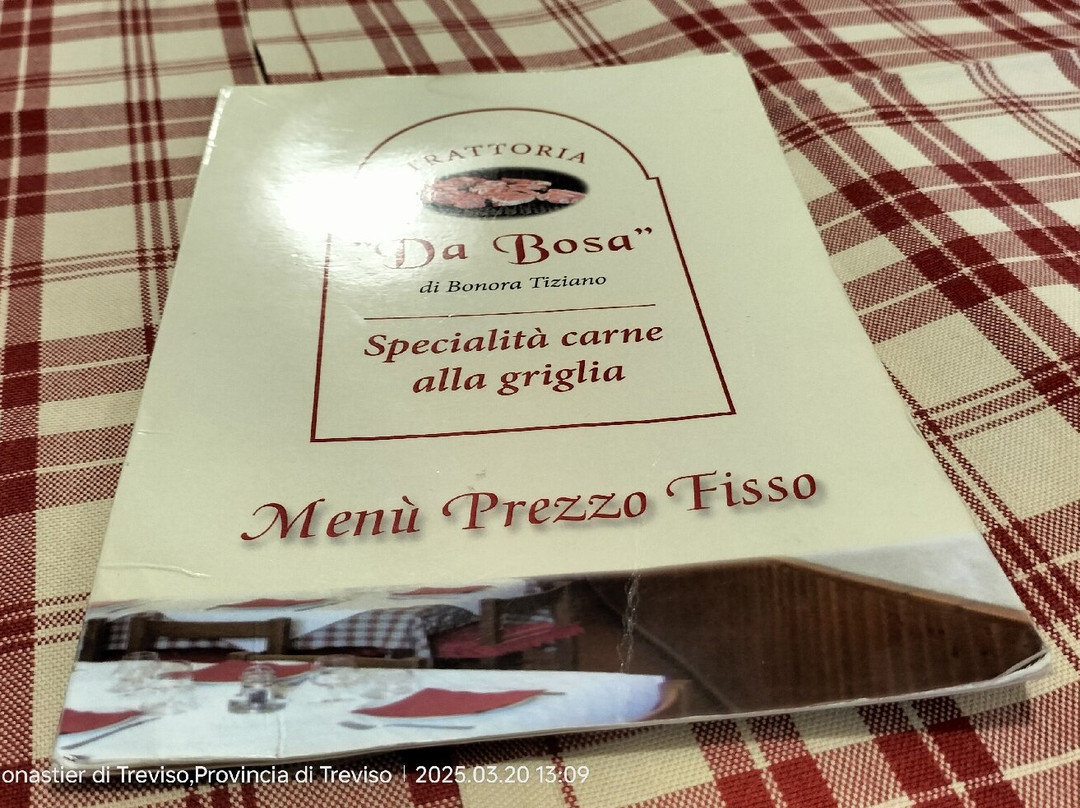 TRATTORIA
"Da Bosa"
di Bonora Tiziano
Specialità carne
alla griglia
Menù Prezzo Fisso
onastier di Treviso,Provincia di Treviso | 2025.03.20 13:09